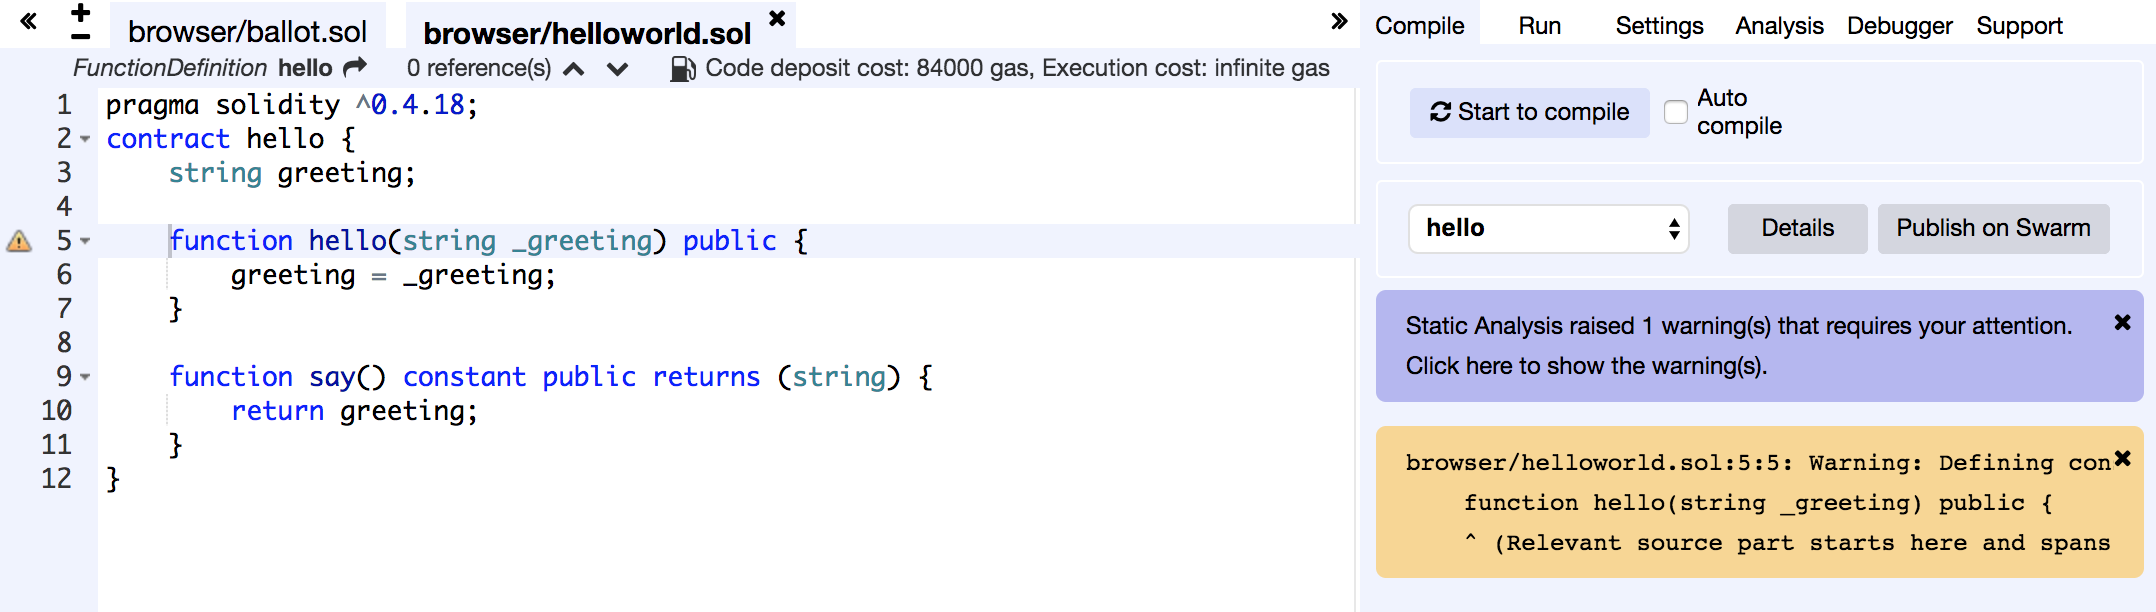 browser/ballot.sol browser/helloworld.sol
FunctionDefinition hello 0 reference(s) Code deposit cost: 84000 gas, Execution cost: infinite gas
1 pragma solidity ^0.4.18;
2 contract hello {
3 string greeting;
4
5 function hello(string _greeting) public {
6 greeting = _greeting;
7 }
8
9 function say() constant public returns (string) {
10 return greeting;
11 }
12 }
Compile Run Settings Analysis Debugger Support
Start to compile
Auto
compile
hello Details Publish on Swarm
Static Analysis raised 1 warning(s) that requires your attention.
Click here to show the warning(s).
browser/helloworld.sol:5:5: Warning: Defining con
function hello(string _greeting) public {
^ (Relevant source part starts here and spans